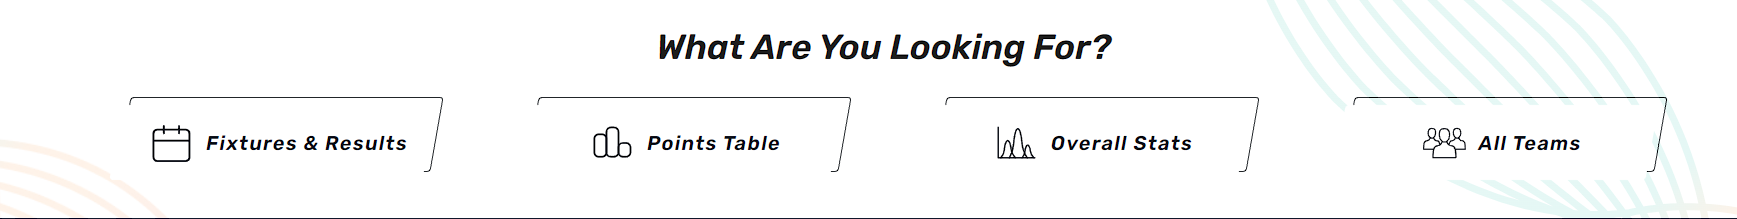 What Are You Looking For?
Fixtures & Results
Points Table
Overall Stats
All Teams